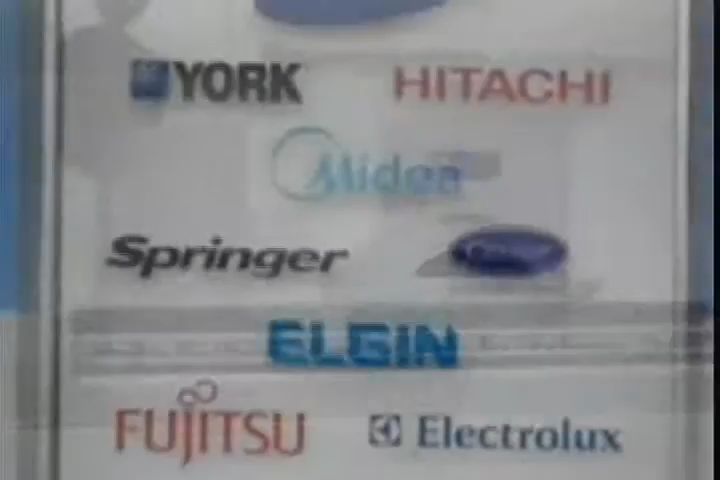 YORK HITACHI
Midea
Springer
ELGIN
FUJITSU Electrolux